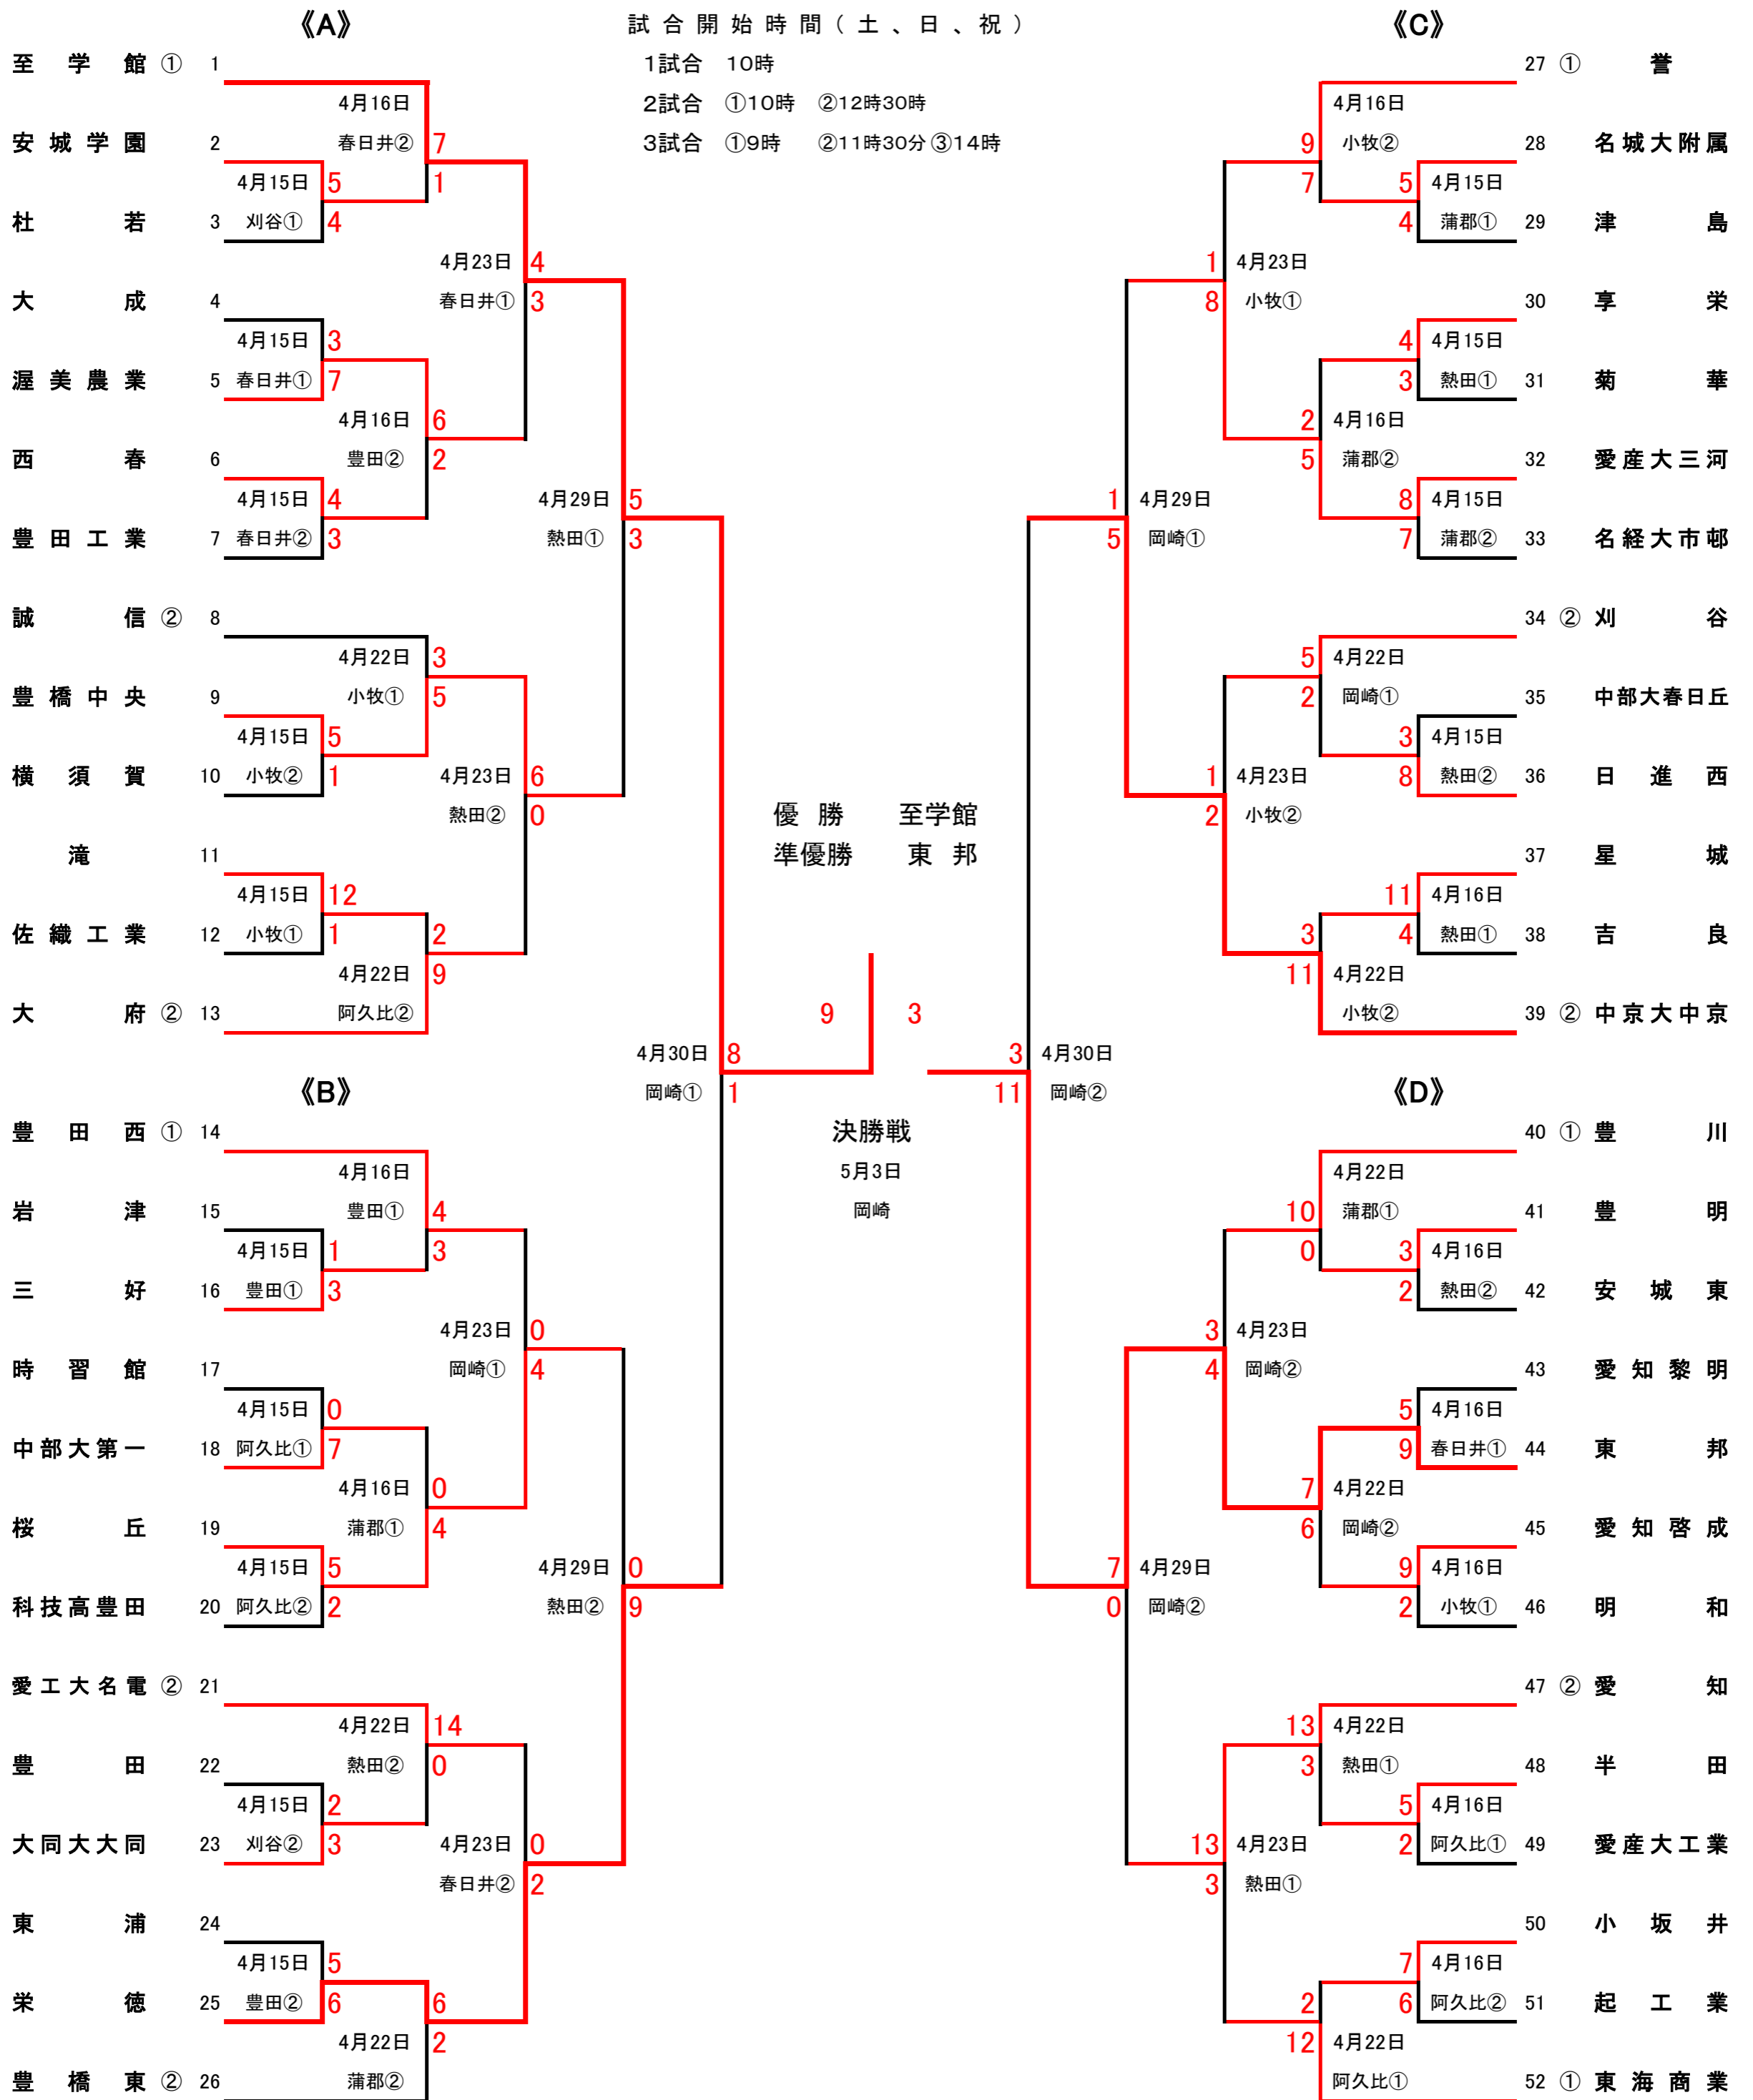 《A》
試合開始時間(土、日、祝)
1試合 10時
2試合 ①10時 ②12時30時
3試合 ①9時 ②11時30分③14時
至学館 ① 1
4月16日
春日井② 7
安城学園 2
1
4月15日 5
杜若 3 刈谷① 4
4月23日 4
春日井① 3
大成 4
4月15日 3
渥美農業 5 春日井① 7
4月16日 6
豊田② 2
西春 6
4月15日 4
豊田工業 7 春日井② 3
4月29日 5
熱田① 3
誠信 ② 8
4月22日 3
小牧① 5
豊橋中央 9
4月15日 5
横須賀 10 小牧② 1
4月23日 6
熱田② 0
滝 11
4月15日 12
佐織工業 12 小牧① 1
2
4月22日 9
大府 ② 13 阿久比②
4月30日 8
岡崎① 1
《B》
豊田西 ① 14
4月16日
豊田① 4
岩津 15
3
4月15日 1
三好 16 豊田① 3
4月23日 0
岡崎① 4
時習館 17
4月15日 0
中部大第一 18 阿久比① 7
4月16日 0
蒲郡① 4
桜丘 19
4月15日 5
科技高豊田 20 阿久比② 2
4月29日 0
熱田② 9
愛工大名電 ② 21
4月22日 14
熱田② 0
豊田 22
4月15日 2
大同大大同 23 刈谷② 3
4月23日 0
春日井② 2
東浦 24
4月15日 5
栄徳 25 豊田② 6
6
4月22日 2
豊橋東 ② 26 蒲郡②
優勝 至学館
準優勝 東邦
9 3
決勝戦
5月3日
岡崎
《C》
27 ① 誉
4月16日
9 小牧②
28 名城大附属
7
5 4月15日
4 蒲郡① 29 津島
1 4月23日
8 小牧①
30 享栄
4 4月15日
3 熱田① 31 菊華
2 4月16日
5 蒲郡②
32 愛産大三河
8 4月15日
7 蒲郡② 33 名経大市邨
1 4月29日
5 岡崎①
34 ② 刈谷
5 4月22日
2 岡崎①
35 中部大春日丘
3 4月15日
8 熱田② 36 日進西
1 4月23日
2 小牧②
37 星城
11 4月16日
4 熱田① 38 吉良
3
11 4月22日
小牧② 39 ② 中京大中京
3 4月30日
11 岡崎②
《D》
40 ① 豊川
4月22日
10 蒲郡①
41 豊明
0
3 4月16日
2 熱田② 42 安城東
3 4月23日
4 岡崎②
43 愛知黎明
5 4月16日
9 春日井① 44 東邦
7 4月22日
6 岡崎②
45 愛知啓成
9 4月16日
2 小牧① 46 明和
7 4月29日
0 岡崎②
47 ② 愛知
13 4月22日
3 熱田①
48 半田
5 4月16日
2 阿久比① 49 愛産大工業
13 4月23日
3 熱田①
50 小坂井
7 4月16日
6 阿久比② 51 起工業
2
12 4月22日
阿久比① 52 ① 東海商業